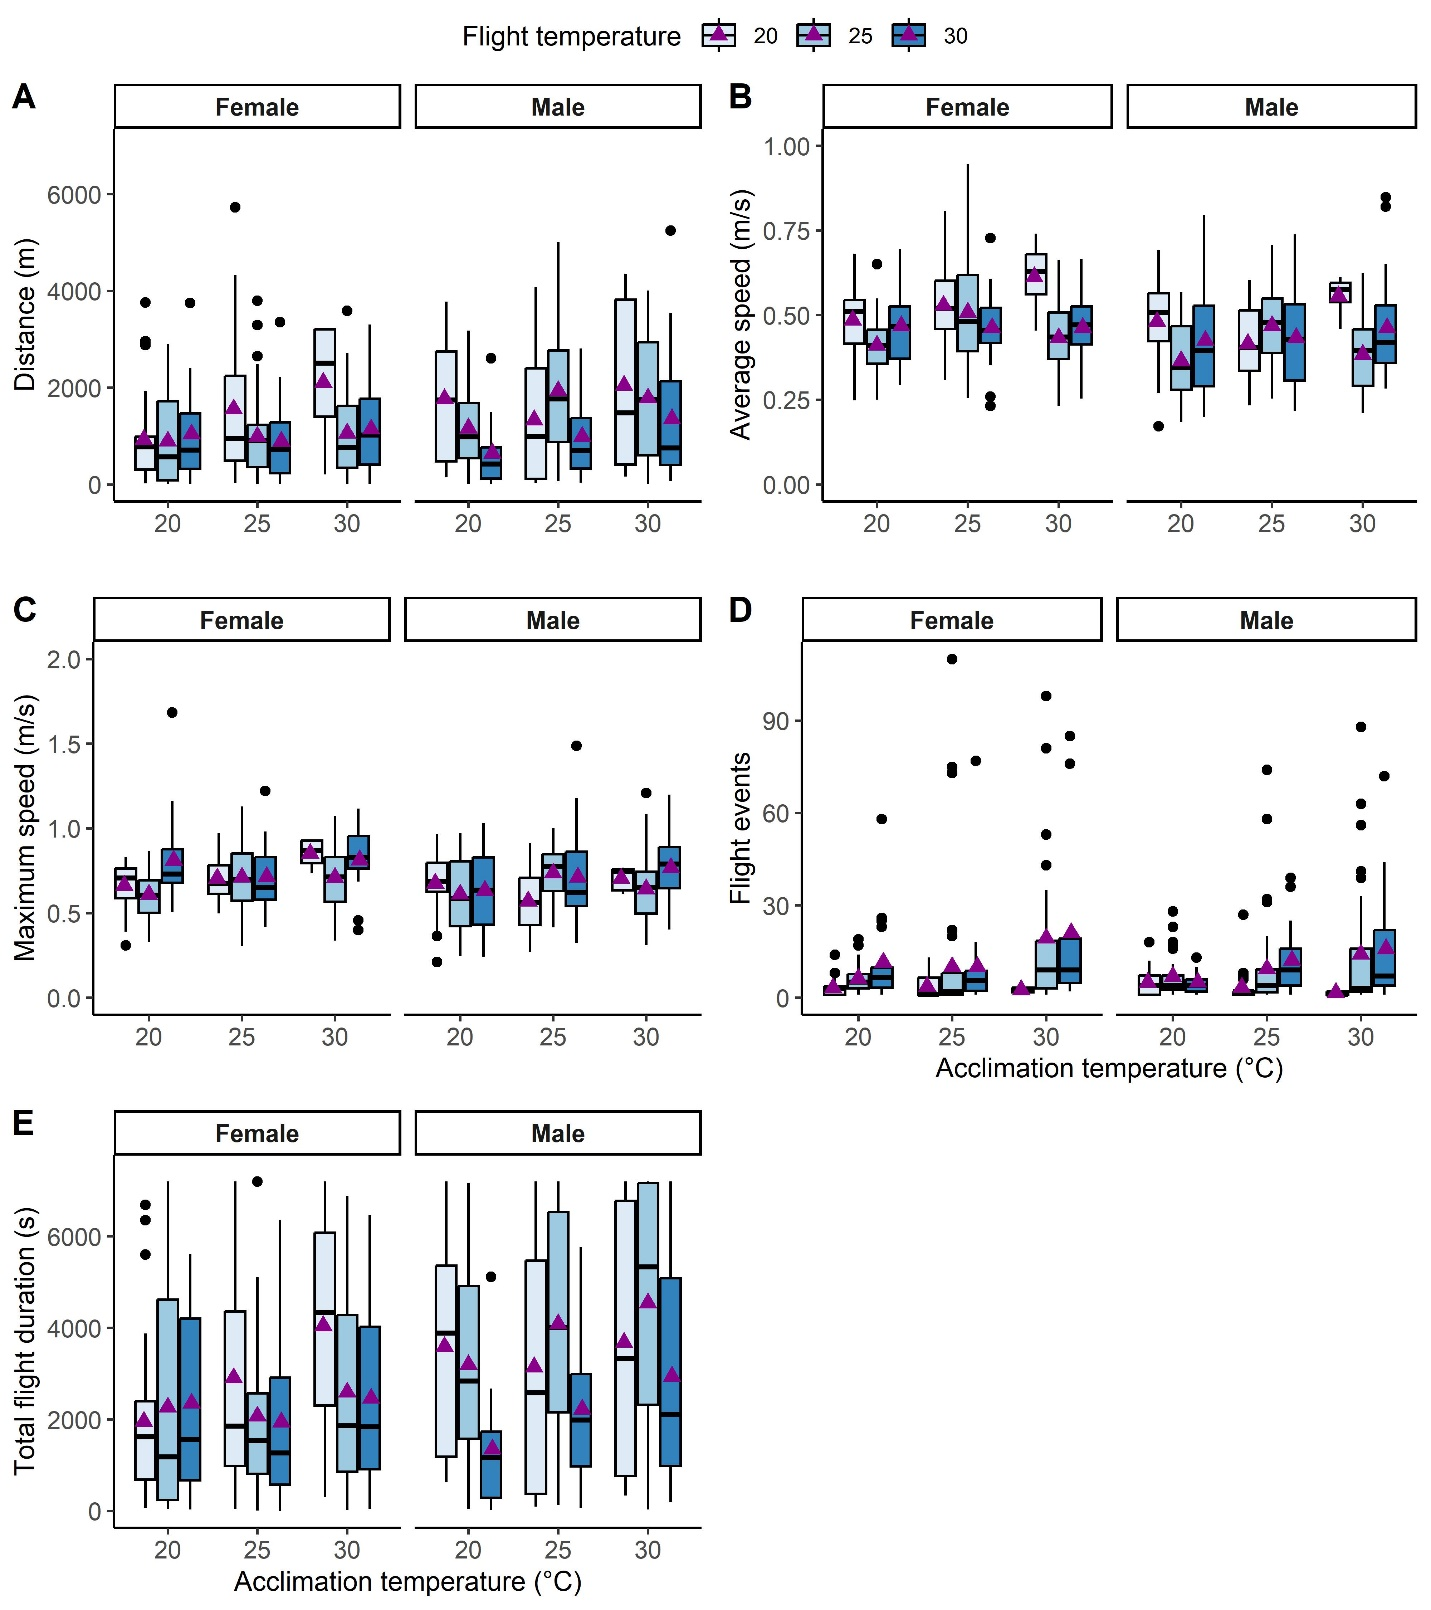 Flight temperature 20 25 30
A
Female Male
Distance (m)
6000
4000
2000
0
20 25 30 20 25 30
B
Female Male
Average speed (m/s)
1.00
0.75
0.50
0.25
0.00
20 25 30 20 25 30
C
Female Male
Maximum speed (m/s)
2.0
1.5
1.0
0.5
0.0
20 25 30 20 25 30
D
Female Male
Flight events
90
60
30
0
20 25 30 20 25 30
Acclimation temperature (°C)
E
Female Male
Total flight duration (s)
6000
4000
2000
0
20 25 30 20 25 30
Acclimation temperature (°C)